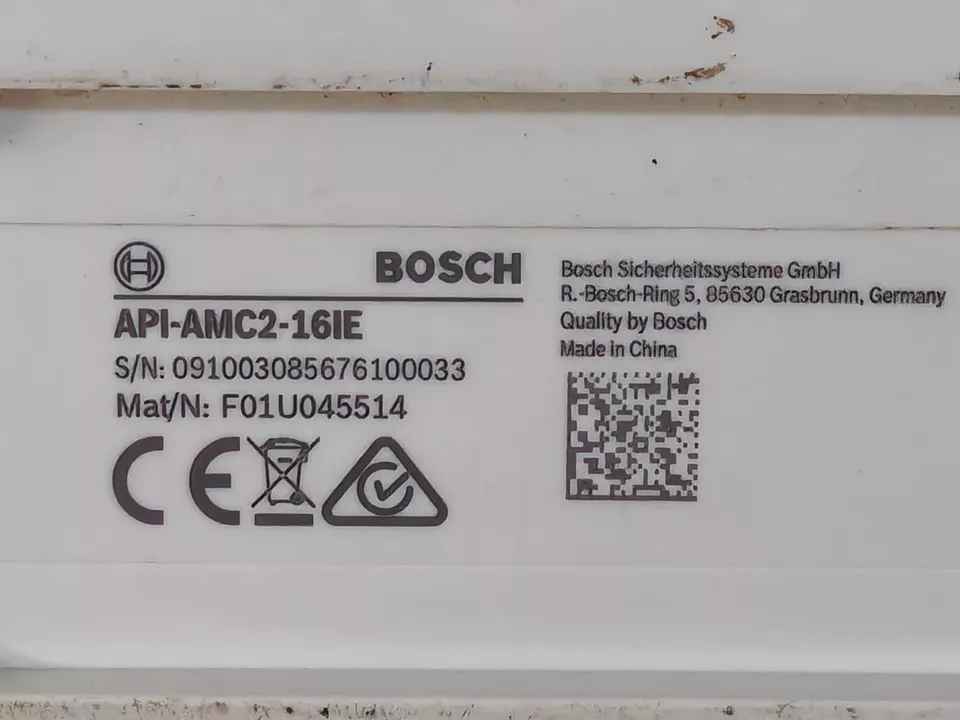 BOSCH
API-AMC2-16IE
S/N: 091003085676100033
Mat/N: F01U045514
CE
Bosch Sicherheitssysteme GmbH
R.-Bosch-Ring 5, 85630 Grasbrunn, Germany
Quality by Bosch
Made in China